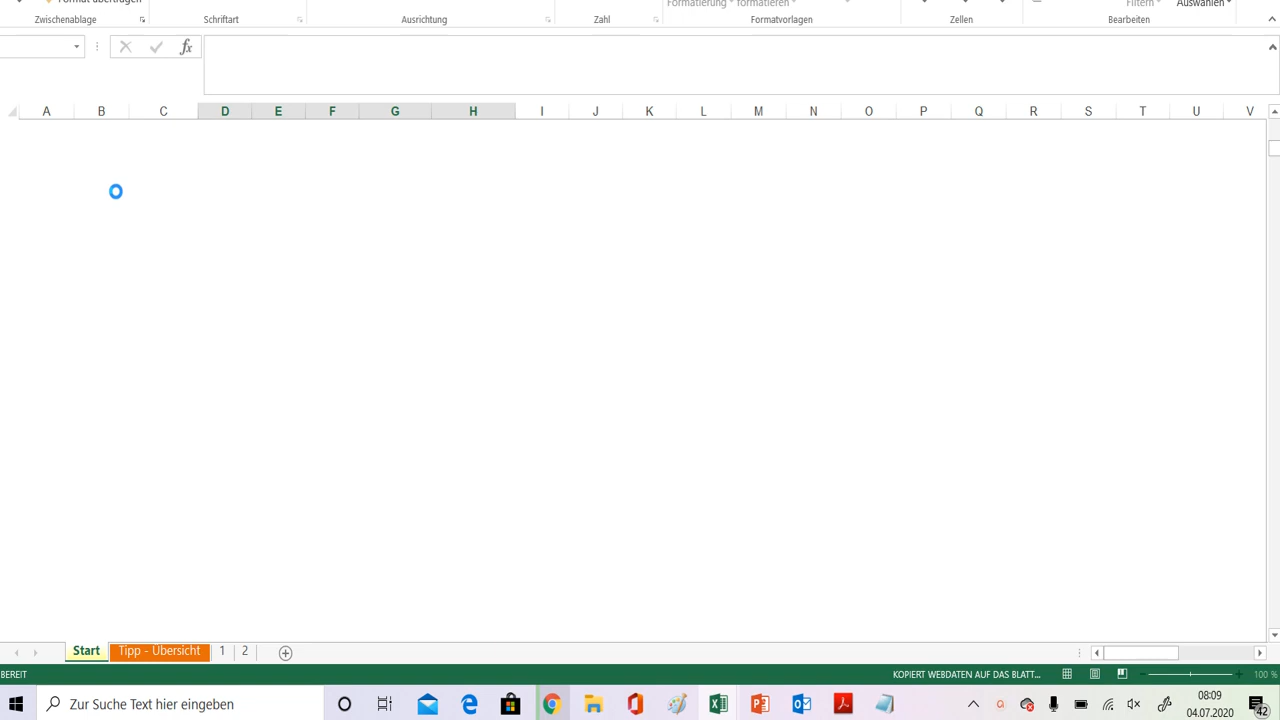 Format übertragen
Formatierung formatieren
Filtern
Auswählen
Zwischenablage
Schriftart
Ausrichtung
Zahl
Formatvorlagen
Zellen
Bearbeiten
fx
A B C D E F G H I J K L M N O P Q R S T U V
Start
Tipp - Übersicht
1
2
BEREIT
KOPIERT WEBDATEN AUF DAS BLATT...
100 %
Zur Suche Text hier eingeben
08:09
04.07.2020
42